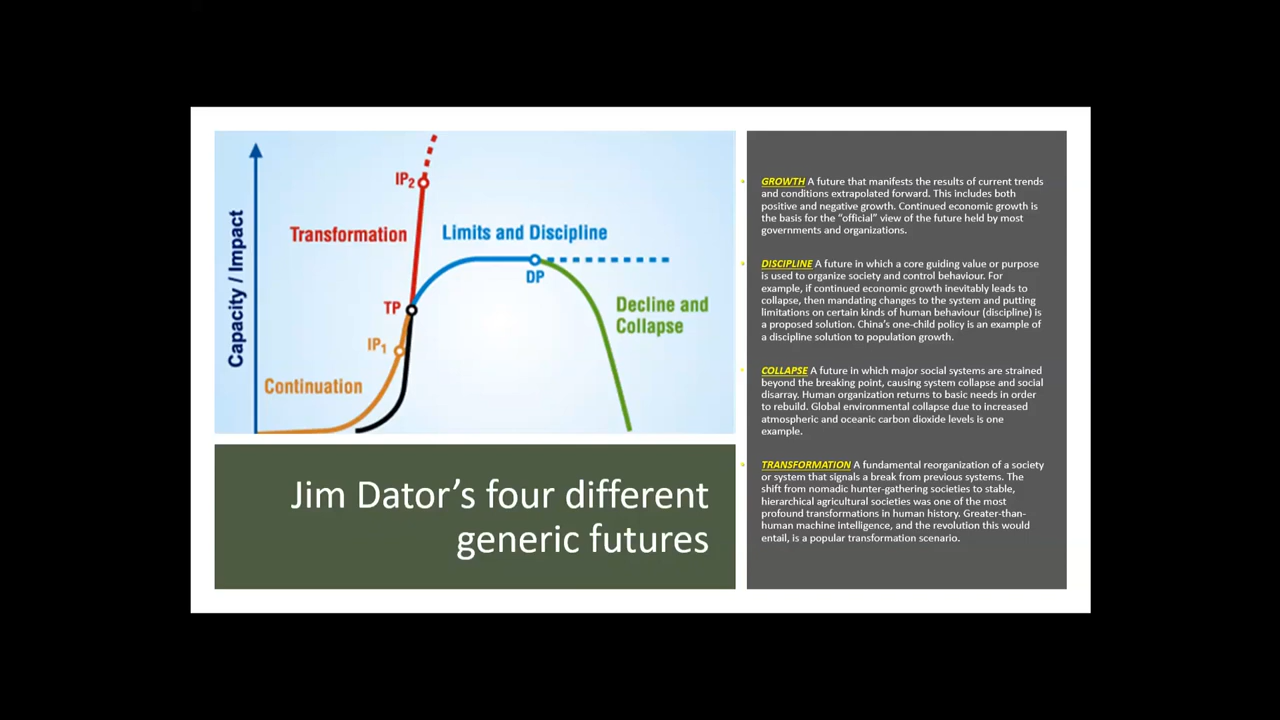 Capacity / Impact
IP2
Transformation
Limits and Discipline
DP
TP
Decline and
Collapse
IP1
Continuation
Jim Dator’s four different
generic futures
GROWTH A future that manifests the results of current trends
and conditions extrapolated forward. This includes both
positive and negative growth. Continued economic growth is
the basis for the “official” view of the future held by most
governments and organizations.
DISCIPLINE A future in which a core guiding value or purpose
is used to organize society and control behaviour. For
example, if continued economic growth inevitably leads to
collapse, then mandating changes to the system and putting
limitations on certain kinds of human behaviour (discipline) is
a proposed solution. China’s one-child policy is an example of
a discipline solution to population growth.
COLLAPSE A future in which major social systems are strained
beyond the breaking point, causing system collapse and social
disarray. Human organization returns to basic needs in order
to rebuild. Global environmental collapse due to increased
atmospheric and oceanic carbon dioxide levels is one
example.
TRANSFORMATION A fundamental reorganization of a society
or system that signals a break from previous systems. The
shift from nomadic hunter-gathering societies to stable,
hierarchical agricultural societies was one of the most
profound transformations in human history. Greater-than-
human machine intelligence, and the revolution this would
entail, is a popular transformation scenario.